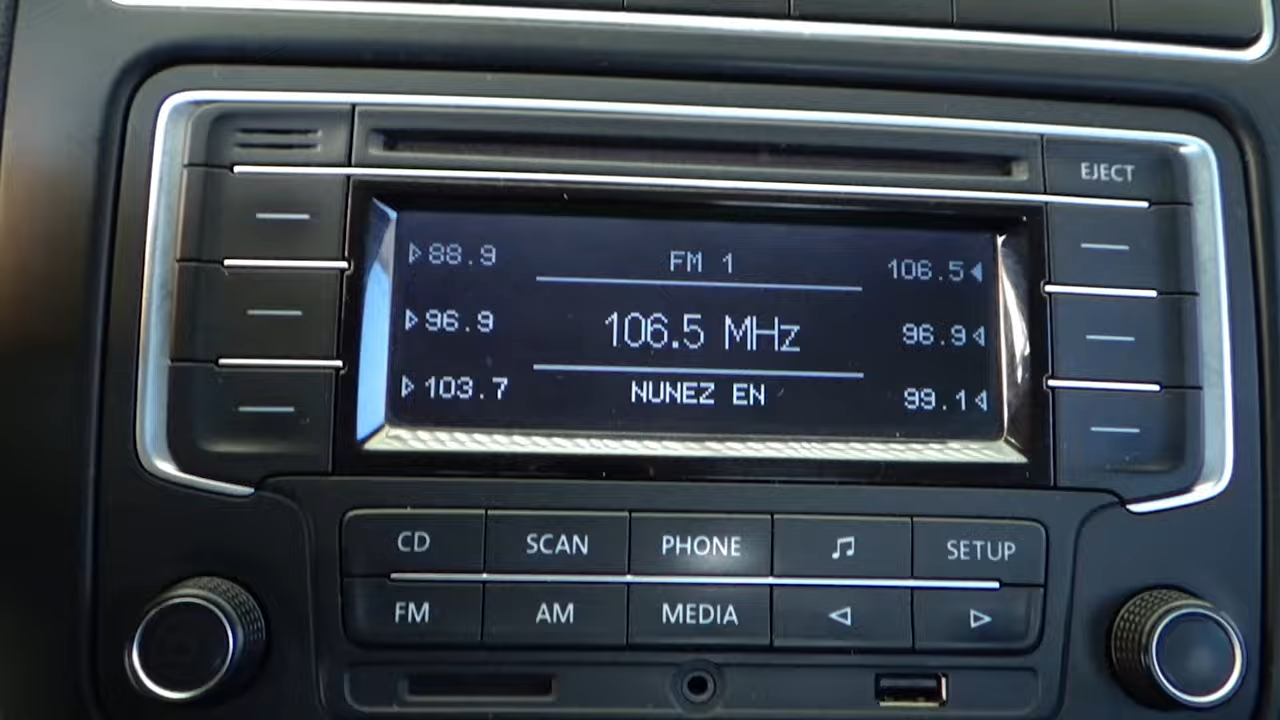 EJECT
88.9
FM 1
106.5
96.9
106.5 MHz
96.9
103.7
NUNEZ EN
99.1
CD
SCAN
PHONE
SETUP
FM
AM
MEDIA